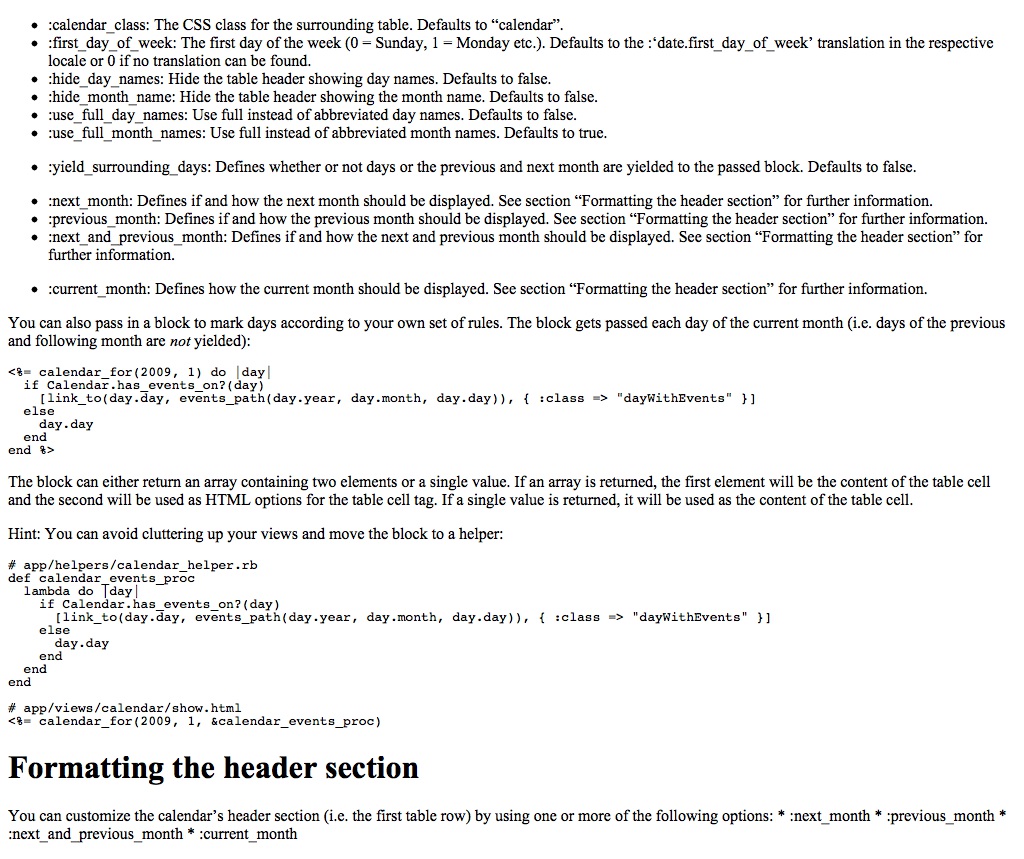 • :calendar_class: The CSS class for the surrounding table. Defaults to “calendar”.
• :first_day_of_week: The first day of the week (0 = Sunday, 1 = Monday etc.). Defaults to the :‘date.first_day_of_week’ translation in the respective
locale or 0 if no translation can be found.
• :hide_day_names: Hide the table header showing day names. Defaults to false.
• :hide_month_name: Hide the table header showing the month name. Defaults to false.
• :use_full_day_names: Use full instead of abbreviated day names. Defaults to false.
• :use_full_month_names: Use full instead of abbreviated month names. Defaults to true.
• :yield_surrounding_days: Defines whether or not days or the previous and next month are yielded to the passed block. Defaults to false.
• :next_month: Defines if and how the next month should be displayed. See section “Formatting the header section” for further information.
• :previous_month: Defines if and how the previous month should be displayed. See section “Formatting the header section” for further information.
• :next_and_previous_month: Defines if and how the next and previous month should be displayed. See section “Formatting the header section” for
further information.
• :current_month: Defines how the current month should be displayed. See section “Formatting the header section” for further information.
You can also pass in a block to mark days according to your own set of rules. The block gets passed each day of the current month (i.e. days of the previous
and following month are not yielded):
<%= calendar_for(2009, 1) do |day|
  if Calendar.has_events_on?(day)
    [link_to(day.day, events_path(day.year, day.month, day.day)), { :class => "dayWithEvents" }]
  else
    day.day
  end
end %>
The block can either return an array containing two elements or a single value. If an array is returned, the first element will be the content of the table cell
and the second will be used as HTML options for the table cell tag. If a single value is returned, it will be used as the content of the table cell.
Hint: You can avoid cluttering up your views and move the block to a helper:
# app/helpers/calendar_helper.rb
def calendar_events_proc
  lambda do |day|
    if Calendar.has_events_on?(day)
      [link_to(day.day, events_path(day.year, day.month, day.day)), { :class => "dayWithEvents" }]
    else
      day.day
    end
  end
end
# app/views/calendar/show.html
<%= calendar_for(2009, 1, &calendar_events_proc)
Formatting the header section
You can customize the calendar’s header section (i.e. the first table row) by using one or more of the following options: * :next_month * :previous_month *
:next_and_previous_month * :current_month